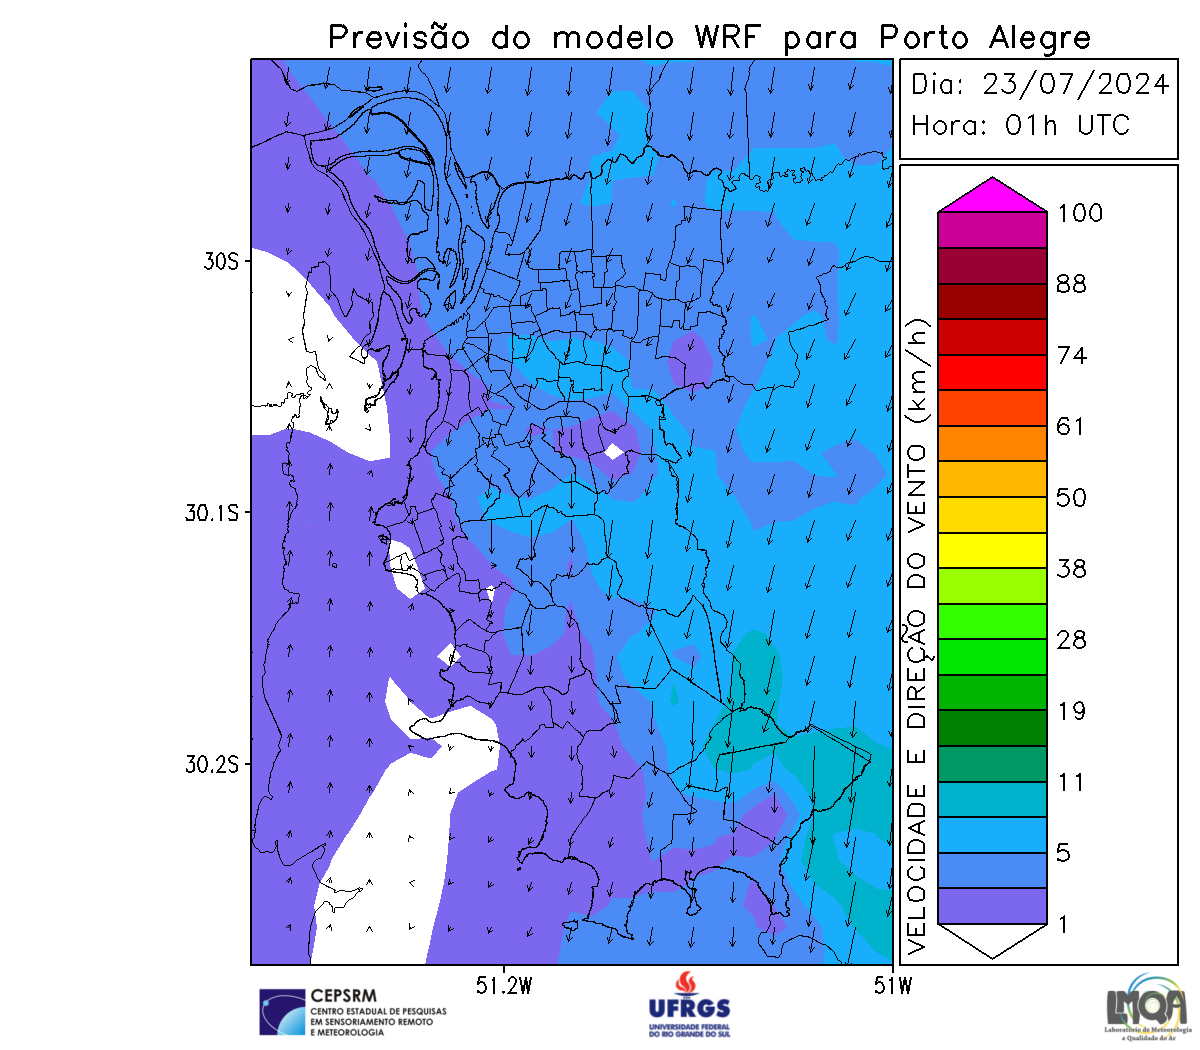 Previsão do modelo WRF para Porto Alegre
Dia: 23/07/2024
Hora: 01h UTC
30S
30.1S
30.2S
51.2W
51W
VELOCIDADE E DIREÇÃO DO VENTO (km/h)
100
88
74
61
50
38
28
19
11
5
1
CEPSRM
CENTRO ESTADUAL DE PESQUISAS
EM SENSORIAMENTO REMOTO
E METEOROLOGIA
UFRGS
UNIVERSIDADE FEDERAL
DO RIO GRANDE DO SUL
LMQA
Laboratório de Meteorologia
e Qualidade do Ar